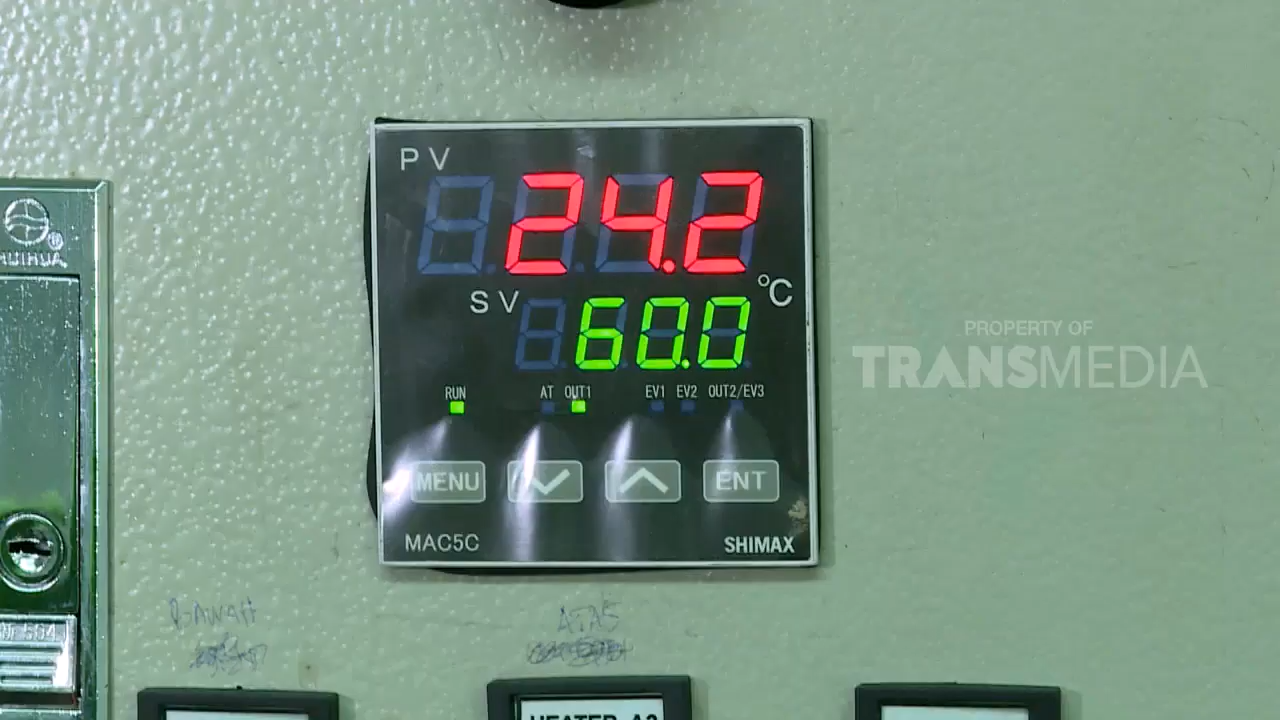 PV
24.2
°C
SV
60.0
RUN AT OUT1 EV1 EV2 OUT2/EV3
MENU ENT
MAC5C SHIMAX
PROPERTY OF
TRANSMEDIA
ATAS
HEATER